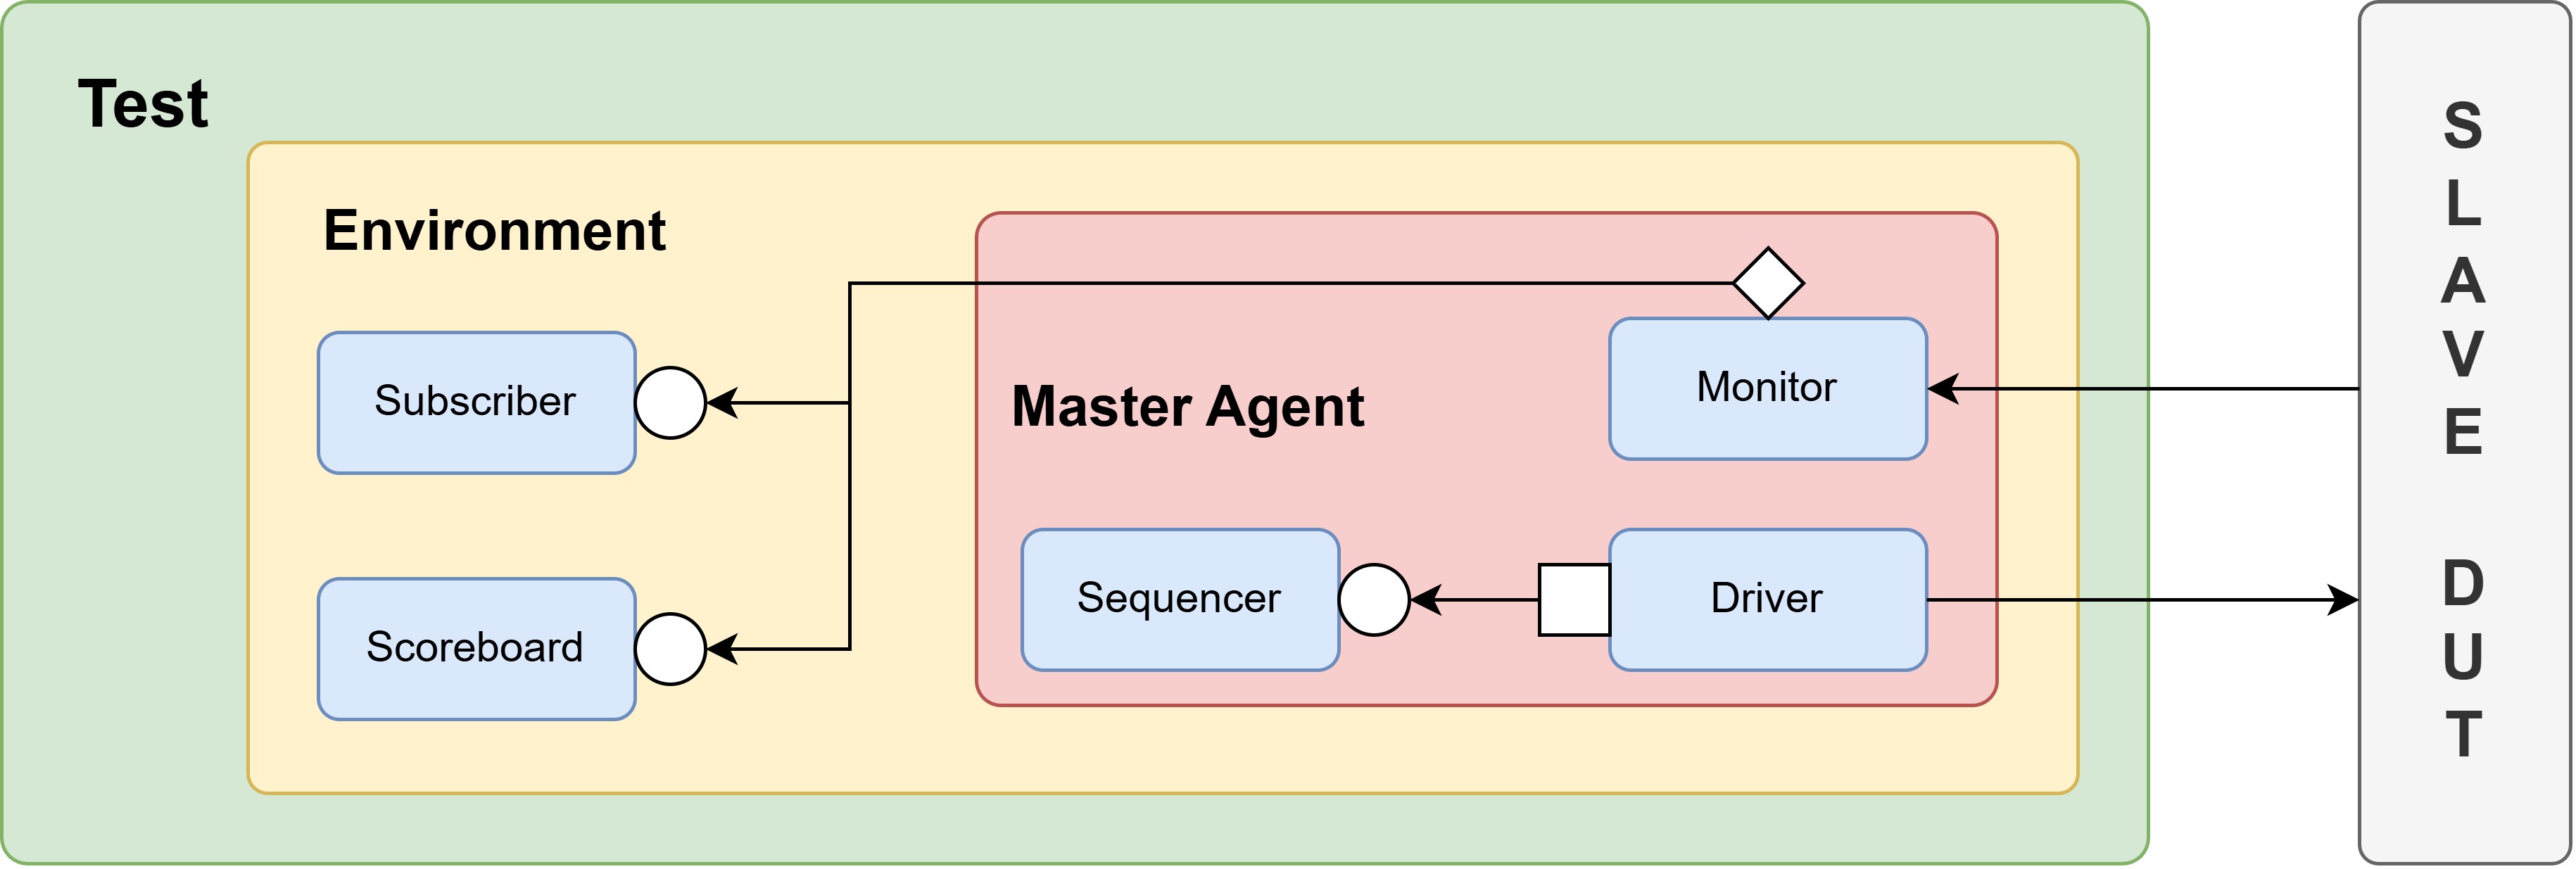 Test
Environment
Subscriber
Scoreboard
Master Agent
Monitor
Sequencer
Driver
S
L
A
V
E
D
U
T